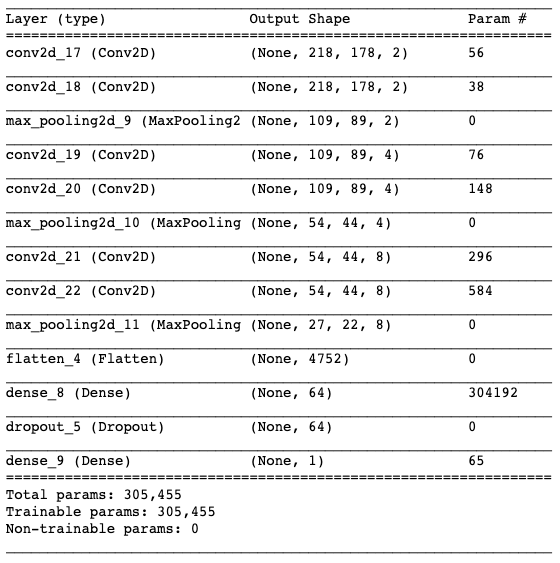 Layer (type) Output Shape Param #
conv2d_17 (Conv2D) (None, 218, 178, 2) 56
conv2d_18 (Conv2D) (None, 218, 178, 2) 38
max_pooling2d_9 (MaxPooling2 (None, 109, 89, 2) 0
conv2d_19 (Conv2D) (None, 109, 89, 4) 76
conv2d_20 (Conv2D) (None, 109, 89, 4) 148
max_pooling2d_10 (MaxPooling (None, 54, 44, 4) 0
conv2d_21 (Conv2D) (None, 54, 44, 8) 296
conv2d_22 (Conv2D) (None, 54, 44, 8) 584
max_pooling2d_11 (MaxPooling (None, 27, 22, 8) 0
flatten_4 (Flatten) (None, 4752) 0
dense_8 (Dense) (None, 64) 304192
dropout_5 (Dropout) (None, 64) 0
dense_9 (Dense) (None, 1) 65
Total params: 305,455
Trainable params: 305,455
Non-trainable params: 0